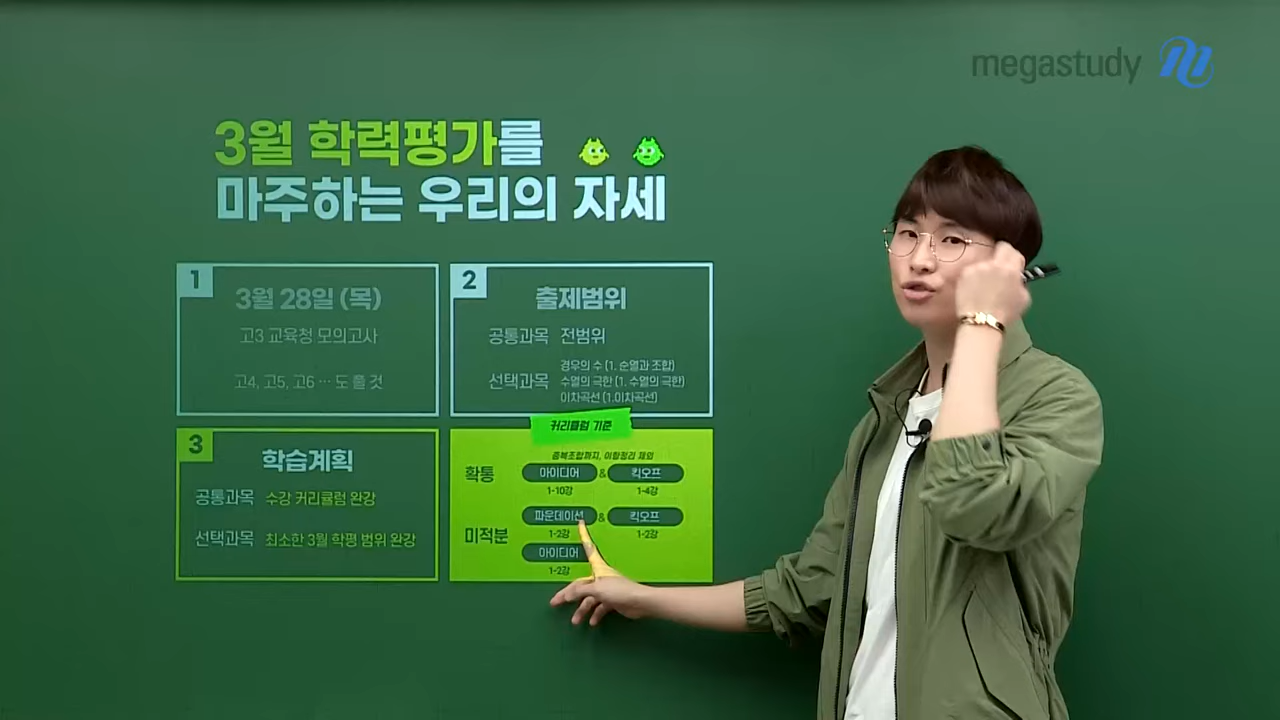 megastudy
3월 학력평가를
마주하는 우리의 자세
1
3월 28일 (목)
고3 교육청 모의고사
고4, 고5, 고6 … 도 풀 것
2
출제범위
공통과목 전범위
선택과목
경우의 수 (1. 순열과 조합)
수열의 극한 (1. 수열의 극한)
이차곡선 (1.이차곡선)
3
학습계획
공통과목 수강 커리큘럼 완강
선택과목 최소한 3월 학평 범위 완강
커리큘럼 기준
중복조합까지, 이항정리 제외
확통 아이디어 & 킥오프
1-10강 1-4강
미적분
파운데이션 & 킥오프
1-2강 1-2강
아이디어
1-2강